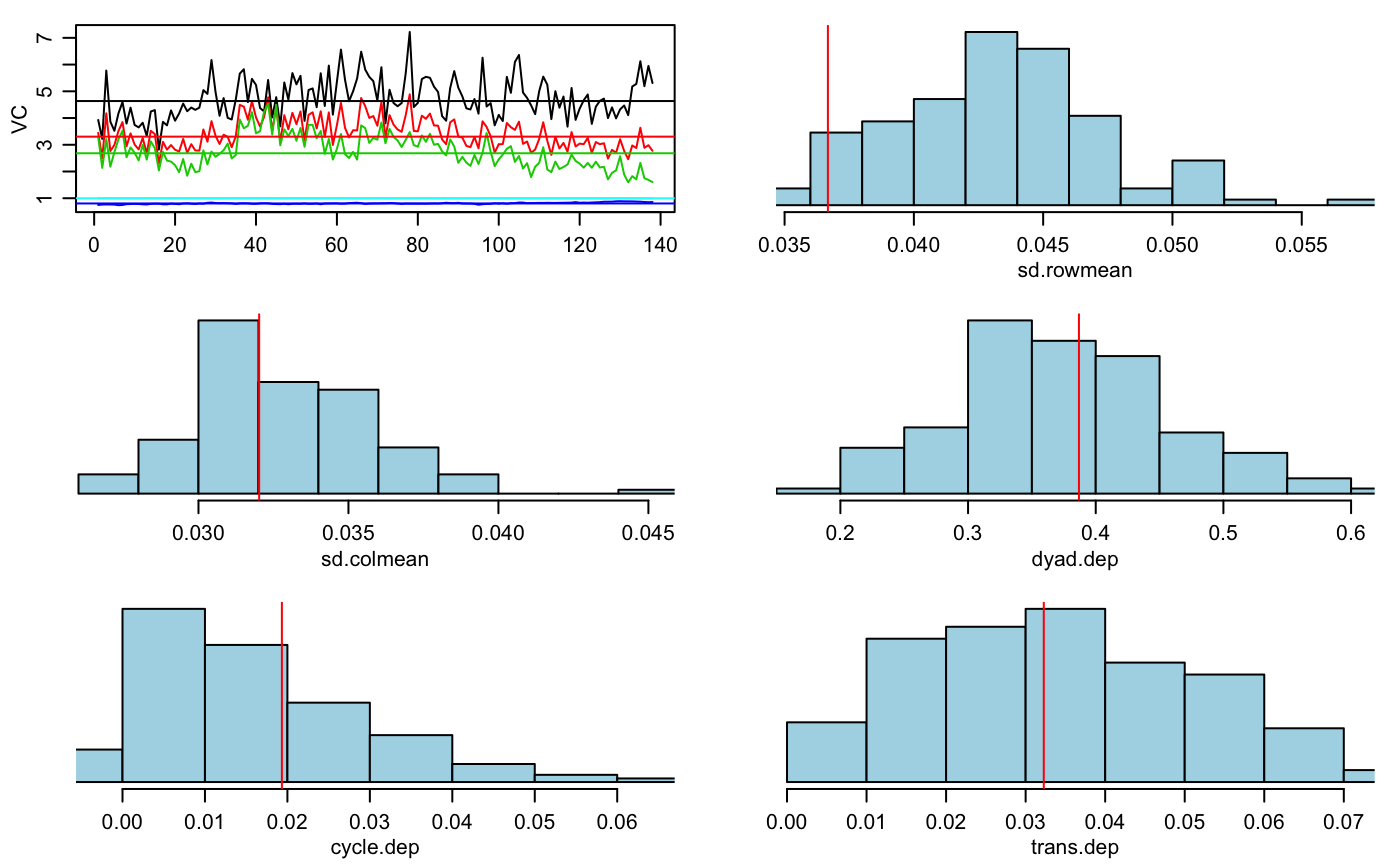 VC
7
5
3
1
0 20 40 60 80 100 120 140
0.035 0.040 0.045 0.050 0.055
sd.rowmean
0.030 0.035 0.040 0.045
sd.colmean
0.2 0.3 0.4 0.5 0.6
dyad.dep
0.00 0.01 0.02 0.03 0.04 0.05 0.06
cycle.dep
0.00 0.01 0.02 0.03 0.04 0.05 0.06 0.07
trans.dep